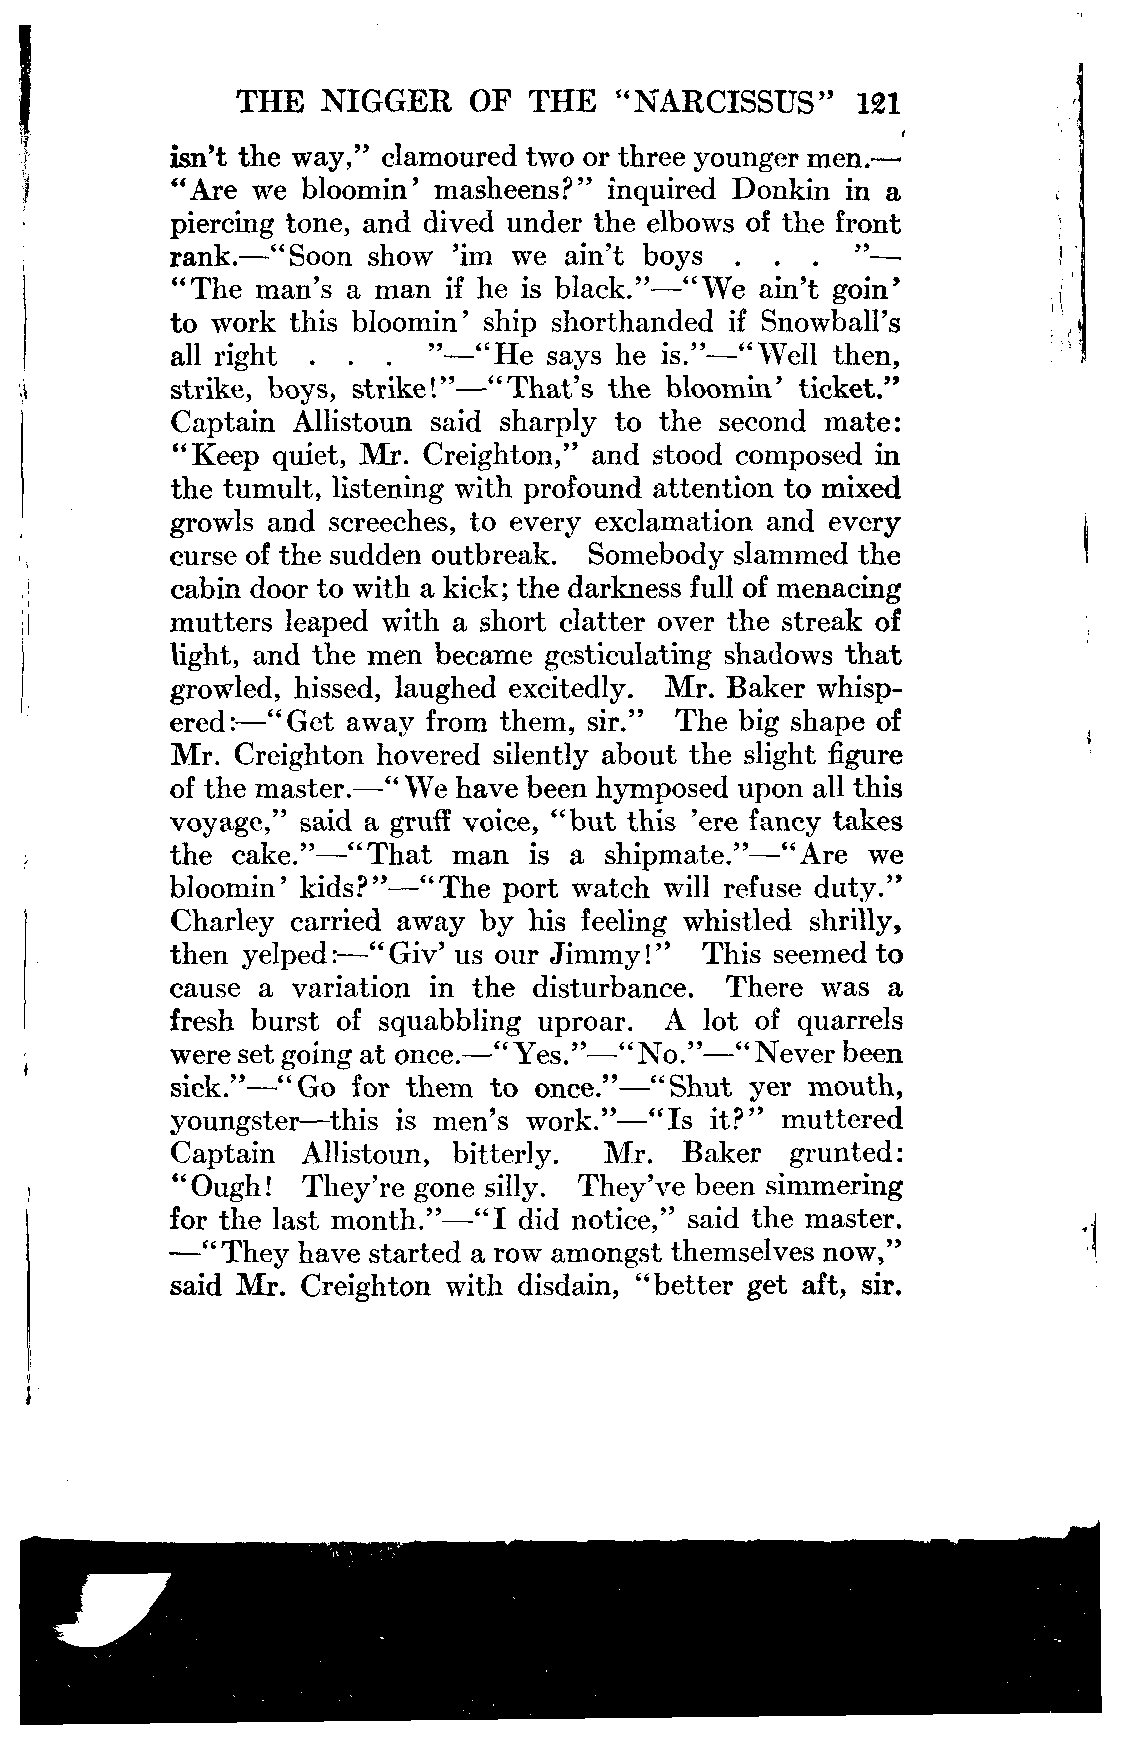 THE NIGGER OF THE "NARCISSUS" 121
isn't the way," clamoured two or three younger men.—
"Are we bloomin' masheens?" inquired Donkin in a
piercing tone, and dived under the elbows of the front
rank.—"Soon show 'im we ain't boys . . . "—
"The man's a man if he is black."—"We ain't goin'
to work this bloomin' ship shorthanded if Snowball's
all right . . . "—"He says he is."—"Well then,
strike, boys, strike!"—"That's the bloomin' ticket."
Captain Allistoun said sharply to the second mate:
"Keep quiet, Mr. Creighton," and stood composed in
the tumult, listening with profound attention to mixed
growls and screeches, to every exclamation and every
curse of the sudden outbreak. Somebody slammed the
cabin door to with a kick; the darkness full of menacing
mutters leaped with a short clatter over the streak of
light, and the men became gesticulating shadows that
growled, hissed, laughed excitedly. Mr. Baker whisp-
ered:—"Get away from them, sir." The big shape of
Mr. Creighton hovered silently about the slight figure
of the master.—"We have been hymposed upon all this
voyage," said a gruff voice, "but this 'ere fancy takes
the cake."—"That man is a shipmate."—"Are we
bloomin' kids?"—"The port watch will refuse duty."
Charley carried away by his feeling whistled shrilly,
then yelped:—"Giv' us our Jimmy!" This seemed to
cause a variation in the disturbance. There was a
fresh burst of squabbling uproar. A lot of quarrels
were set going at once.—"Yes."—"No."—"Never been
sick."—"Go for them to once."—"Shut yer mouth,
youngster—this is men's work."—"Is it?" muttered
Captain Allistoun, bitterly. Mr. Baker grunted:
"Ough! They're gone silly. They've been simmering
for the last month."—"I did notice," said the master.
—"They have started a row amongst themselves now,"
said Mr. Creighton with disdain, "better get aft, sir.